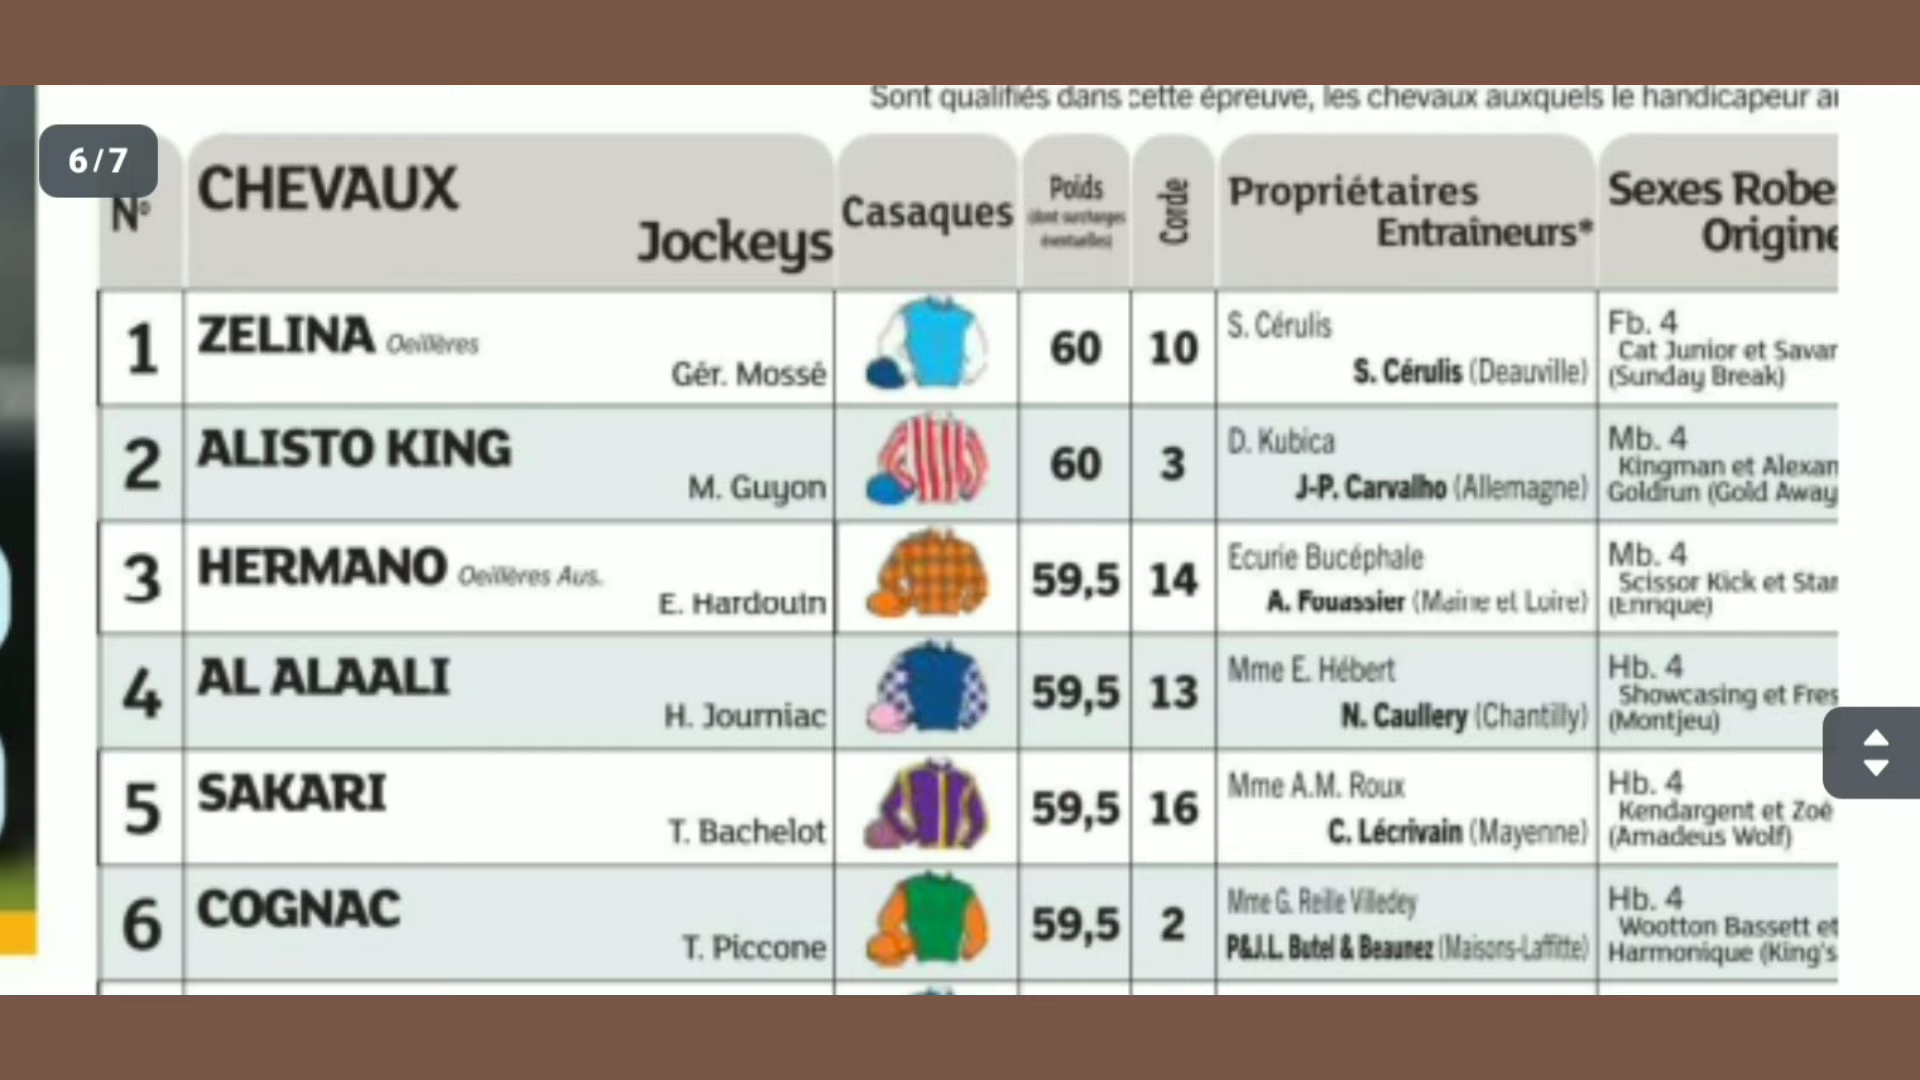 Sont qualifiés dans cette épreuve, les chevaux auxquels le handicapeur
6/7
N° CHEVAUX Jockeys Casaques Poids (dont surcharges éventuelles) Corde Propriétaires Entraîneurs* Sexes Robe Origine
1 ZELINA Oeillères Gér. Mossé 60 10 S. Cérulis S. Cérulis (Deauville) Fb. 4
Cat Junior et Savar
(Sunday Break)
2 ALISTO KING M. Guyon 60 3 D. Kubica J-P. Carvalho (Allemagne) Mb. 4
Kingman et Alexan
Goldrun (Gold Away
3 HERMANO Oeillères Aus. E. Hardouin 59,5 14 Ecurie Bucéphale A. Fouassier (Maine et Loire) Mb. 4
Scissor Kick et Star
(Enrique)
4 AL ALAALI H. Journiac 59,5 13 Mme E. Hébert N. Caullery (Chantilly) Hb. 4
Showcasing et Fres
(Montjeu)
5 SAKARI T. Bachelot 59,5 16 Mme A.M. Roux C. Lécrivain (Mayenne) Hb. 4
Kendargent et Zoé
(Amadeus Wolf)
6 COGNAC T. Piccone 59,5 2 Mme G. Reille Villedey P&J.L. Butel & Beaunez (Maisons-Laffitte) Hb. 4
Wootton Bassett et
Harmonique (King's